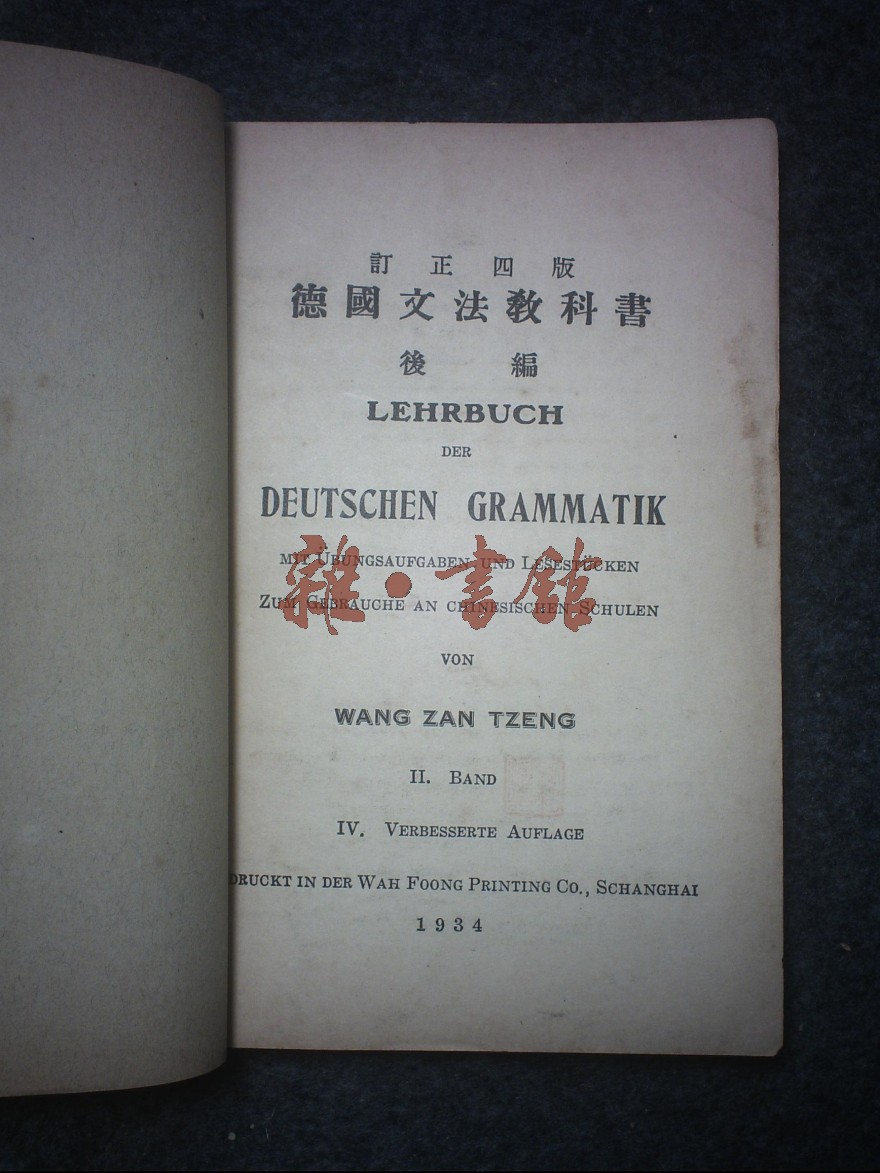 訂正四版
德國文法教科書
後編
LEHRBUCH
DER
DEUTSCHEN GRAMMATIK
MIT ÜBUNGSAUFGABEN UND LESESTÜCKEN
ZUM GEBRAUCHE AN CHINESISCHEN SCHULEN
雜·書館
VON
WANG ZAN TZENG
II. BAND
IV. VERBESSERTE AUFLAGE
DRUCKT IN DER WAH FOONG PRINTING CO., SCHANGHAI
1934